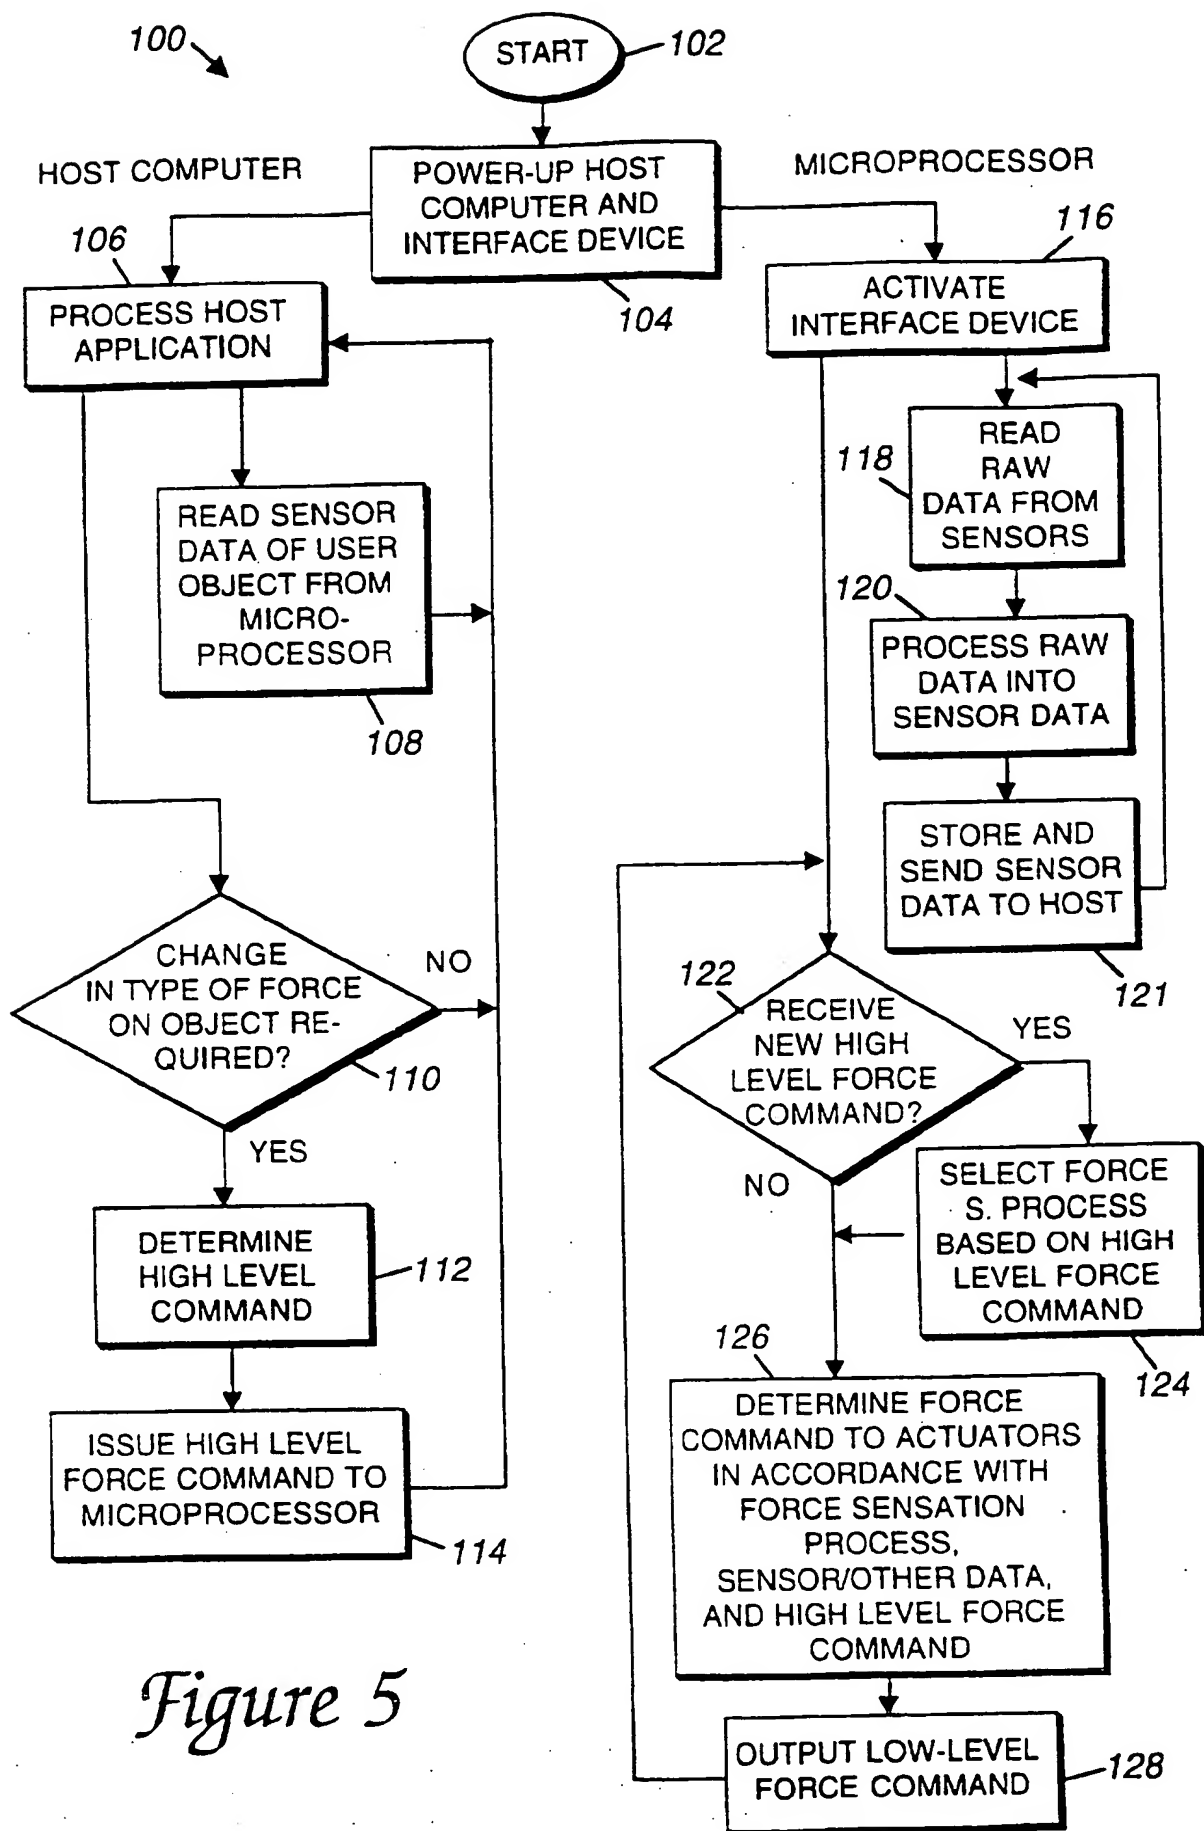 100
START
102
HOST COMPUTER
POWER-UP HOST
COMPUTER AND
INTERFACE DEVICE
104
MICROPROCESSOR
106
PROCESS HOST
APPLICATION
READ SENSOR
DATA OF USER
OBJECT FROM
MICRO-
PROCESSOR
108
CHANGE
IN TYPE OF FORCE
ON OBJECT RE-
QUIRED?
NO
110
YES
DETERMINE
HIGH LEVEL
COMMAND
112
ISSUE HIGH LEVEL
FORCE COMMAND TO
MICROPROCESSOR
114
116
ACTIVATE
INTERFACE DEVICE
118
READ
RAW
DATA FROM
SENSORS
120
PROCESS RAW
DATA INTO
SENSOR DATA
STORE AND
SEND SENSOR
DATA TO HOST
121
122
RECEIVE
NEW HIGH
LEVEL FORCE
COMMAND?
YES
NO
SELECT FORCE
S. PROCESS
BASED ON HIGH
LEVEL FORCE
COMMAND
124
126
DETERMINE FORCE
COMMAND TO ACTUATORS
IN ACCORDANCE WITH
FORCE SENSATION
PROCESS,
SENSOR/OTHER DATA,
AND HIGH LEVEL FORCE
COMMAND
OUTPUT LOW-LEVEL
FORCE COMMAND
128
Figure 5